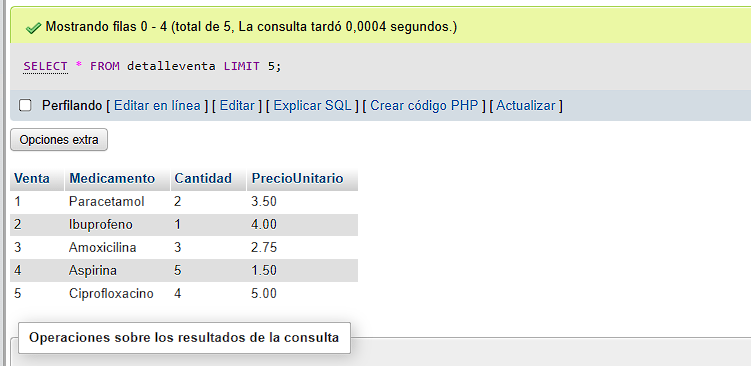 Mostrando filas 0 - 4 (total de 5, La consulta tardó 0,0004 segundos.)
SELECT * FROM detalleventa LIMIT 5;
Perfilando [ Editar en línea ] [ Editar ] [ Explicar SQL ] [ Crear código PHP ] [ Actualizar ]
Opciones extra
Venta Medicamento Cantidad PrecioUnitario
1 Paracetamol 2 3.50
2 Ibuprofeno 1 4.00
3 Amoxicilina 3 2.75
4 Aspirina 5 1.50
5 Ciprofloxacino 4 5.00
Operaciones sobre los resultados de la consulta